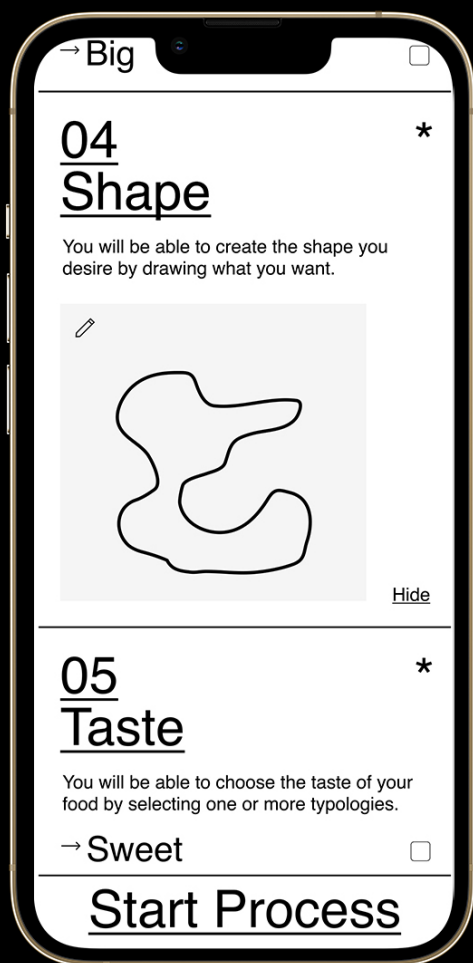 → Big
04
*
Shape
You will be able to create the shape you
desire by drawing what you want.
Hide
05
*
Taste
You will be able to choose the taste of your
food by selecting one or more typologies.
→ Sweet
Start Process